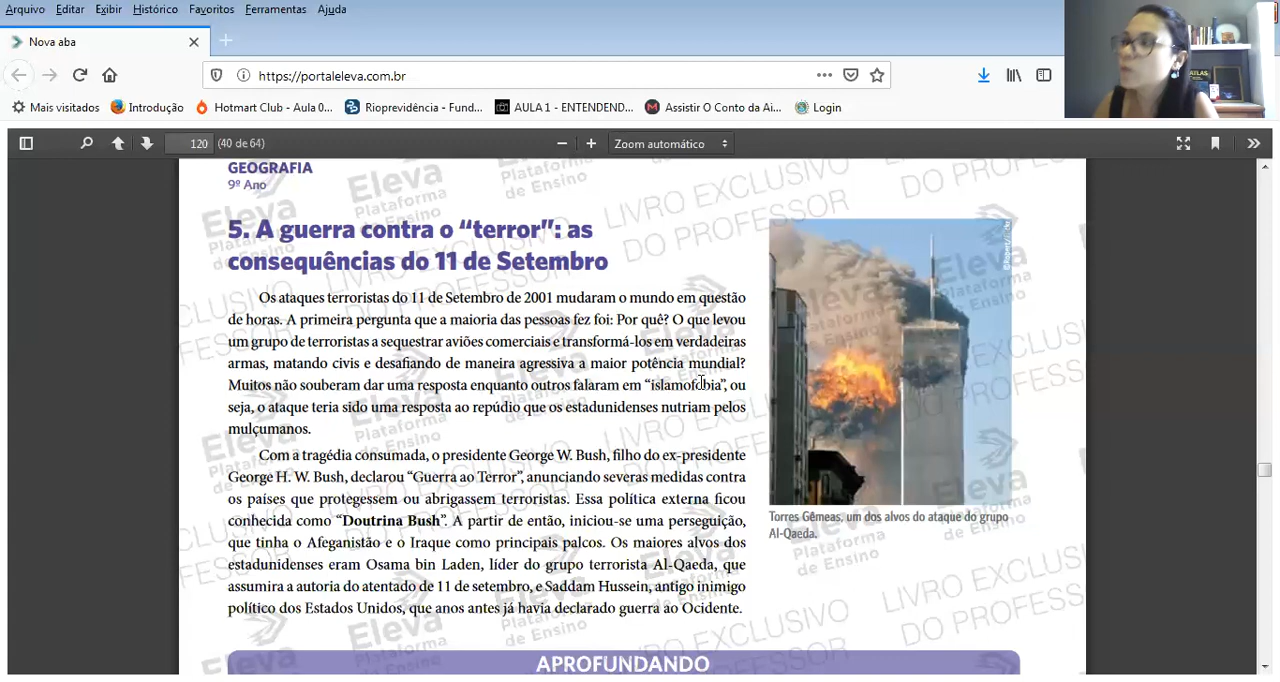 Arquivo Editar Exibir Histórico Favoritos Ferramentas Ajuda
Nova aba
https://portaleleva.com.br
Mais visitados Introdução Hotmart Club - Aula 0... Rioprevidência - Fund... AULA 1 - ENTENDEND... Assistir O Conto da Ai... Login
120 (40 de 64) Zoom automático
GEOGRAFIA
9º Ano
5. A guerra contra o “terror”: as
consequências do 11 de Setembro
Os ataques terroristas do 11 de Setembro de 2001 mudaram o mundo em questão
de horas. A primeira pergunta que a maioria das pessoas fez foi: Por quê? O que levou
um grupo de terroristas a sequestrar aviões comerciais e transformá-los em verdadeiras
armas, matando civis e desafiando de maneira agressiva a maior potência mundial?
Muitos não souberam dar uma resposta enquanto outros falaram em “islamofobia”, ou
seja, o ataque teria sido uma resposta ao repúdio que os estadunidenses nutriam pelos
mulçumanos.
Com a tragédia consumada, o presidente George W. Bush, filho do ex-presidente
George H. W. Bush, declarou “Guerra ao Terror”, anunciando severas medidas contra
os países que protegessem ou abrigassem terroristas. Essa política externa ficou
conhecida como “Doutrina Bush”. A partir de então, iniciou-se uma perseguição,
que tinha o Afeganistão e o Iraque como principais palcos. Os maiores alvos dos
estadunidenses eram Osama bin Laden, líder do grupo terrorista Al-Qaeda, que
assumira a autoria do atentado de 11 de setembro, e Saddam Hussein, antigo inimigo
político dos Estados Unidos, que anos antes já havia declarado guerra ao Ocidente.
Torres Gêmeas, um dos alvos do ataque do grupo
Al-Qaeda.
APROFUNDANDO
Eleva
Plataforma
de Ensino
LIVRO EXCLUSIVO
DO PROFESSOR
ATLAS